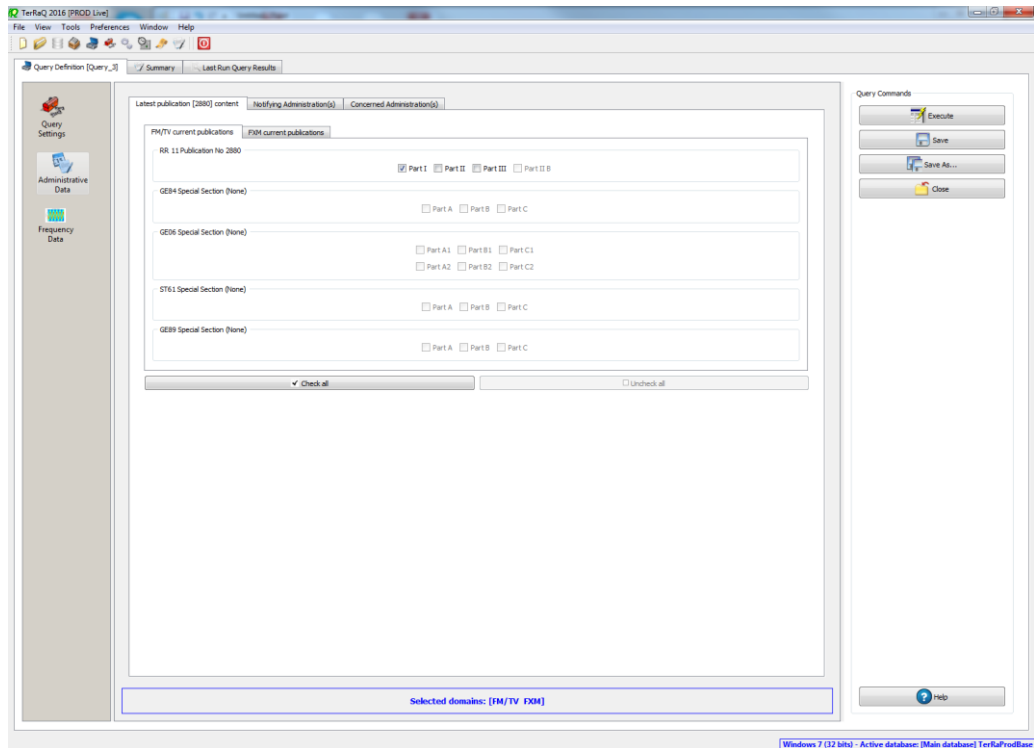 TerRaQ 2016 [PROD Live]
File View Tools Preferences Window Help
Query Definition [Query_3] Summary Last Run Query Results
Query Settings
Administrative Data
Frequency Data
Latest publication [2880] content Notifying Administration(s) Concerned Administration(s)
FM/TV current publications FXM current publications
RR 11 Publication No 2880
Part I Part II Part III Part II B
GE84 Special Section (None)
Part A Part B Part C
GE06 Special Section (None)
Part A1 Part B1 Part C1
Part A2 Part B2 Part C2
ST61 Special Section (None)
Part A Part B Part C
GE89 Special Section (None)
Part A Part B Part C
Check all Uncheck all
Selected domains: [FM/TV FXM]
Query Commands
Execute
Save
Save As...
Close
Help
Windows 7 (32 bits) - Active database: [Main database] TerRaProdBase